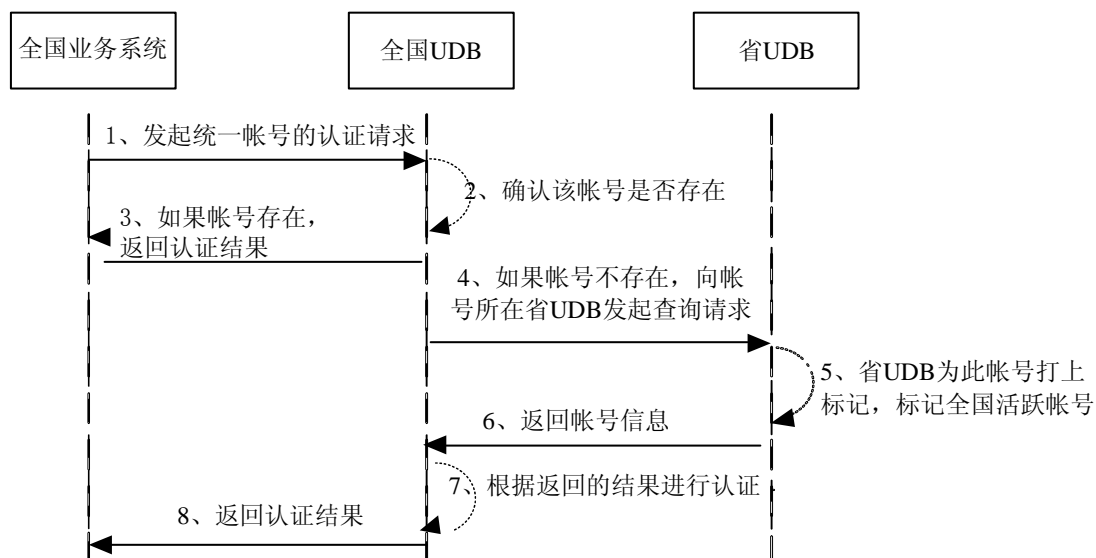 全国业务系统
全国UDB
省UDB
1、发起统一帐号的认证请求
2、确认该帐号是否存在
3、如果帐号存在，
返回认证结果
4、如果帐号不存在，向帐
号所在省UDB发起查询请求
5、省UDB为此帐号打上
标记，标记全国活跃帐号
6、返回帐号信息
7、根据返回的结果进行认证
8、返回认证结果